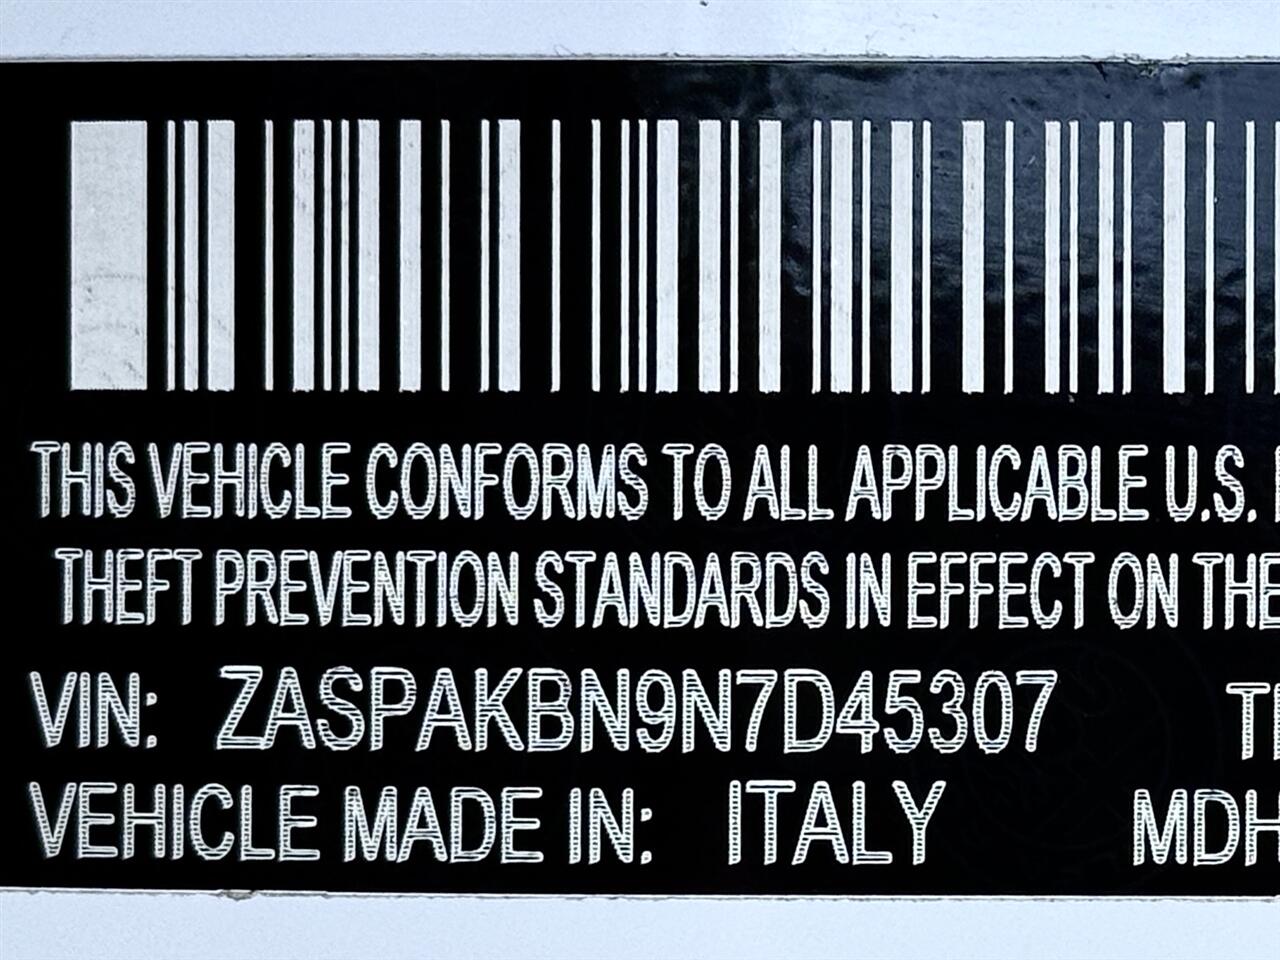 THIS VEHICLE CONFORMS TO ALL APPLICABLE U.S.
THEFT PREVENTION STANDARDS IN EFFECT ON THE
VIN: ZASPAKBN9N7D45307
VEHICLE MADE IN: ITALY MDH